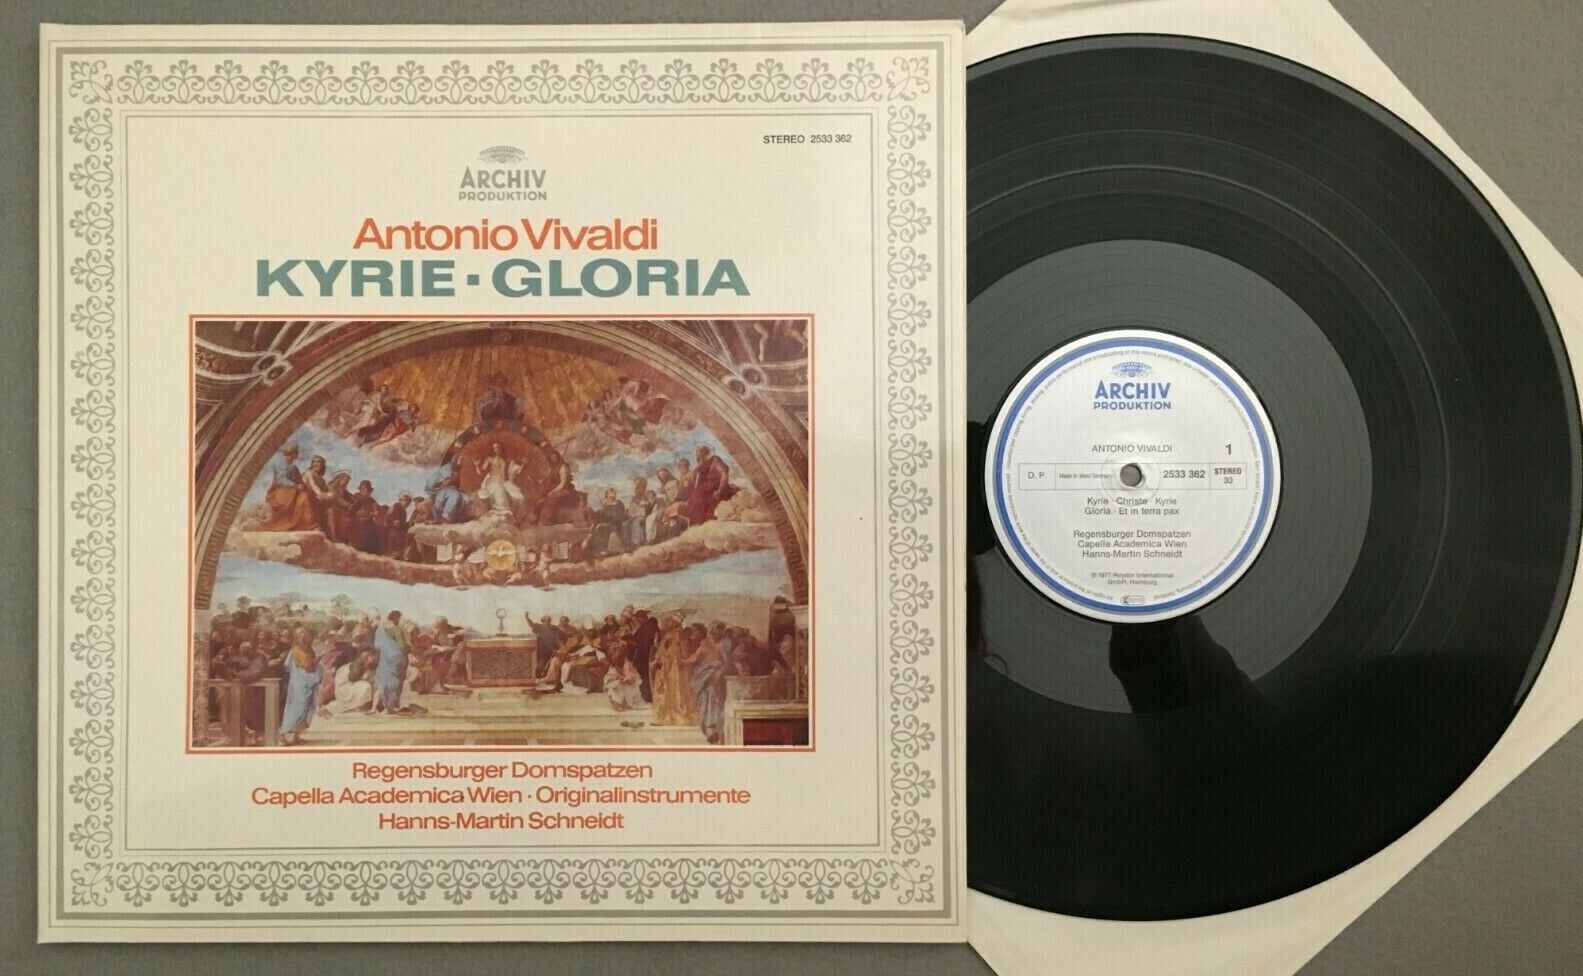 STEREO 2533 362
ARCHIV
PRODUKTION
Antonio Vivaldi
KYRIE · GLORIA
Regensburger Domspatzen
Capella Academica Wien · Originalinstrumente
Hanns-Martin Schneidt
ARCHIV
PRODUKTION
ANTONIO VIVALDI 1
D. P. Made in West Germany 2533 362 STEREO 33
Kyrie · Christe · Kyrie
Gloria · Et in terra pax
Regensburger Domspatzen
Capella Academica Wien
Hanns-Martin Schneidt
℗ 1977 Polydor International
GmbH, Hamburg